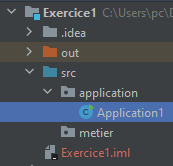 Exercice1 C:\Users\pc\D
.idea
out
src
application
Application1
metier
Exercice1.iml